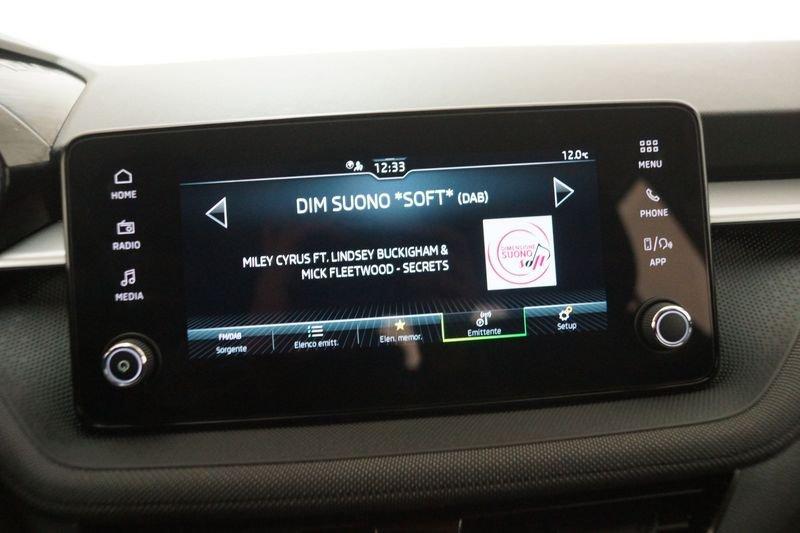 12:33
12.0°C
HOME
RADIO
MEDIA
DIM SUONO *SOFT* (DAB)
MILEY CYRUS FT. LINDSEY BUCKIGHAM &
MICK FLEETWOOD - SECRETS
DIMENSIONE
SUONO
soft
FM/DAB
Sorgente
Elenco emitt.
Elen. memor.
Emittente
Setup
MENU
PHONE
APP